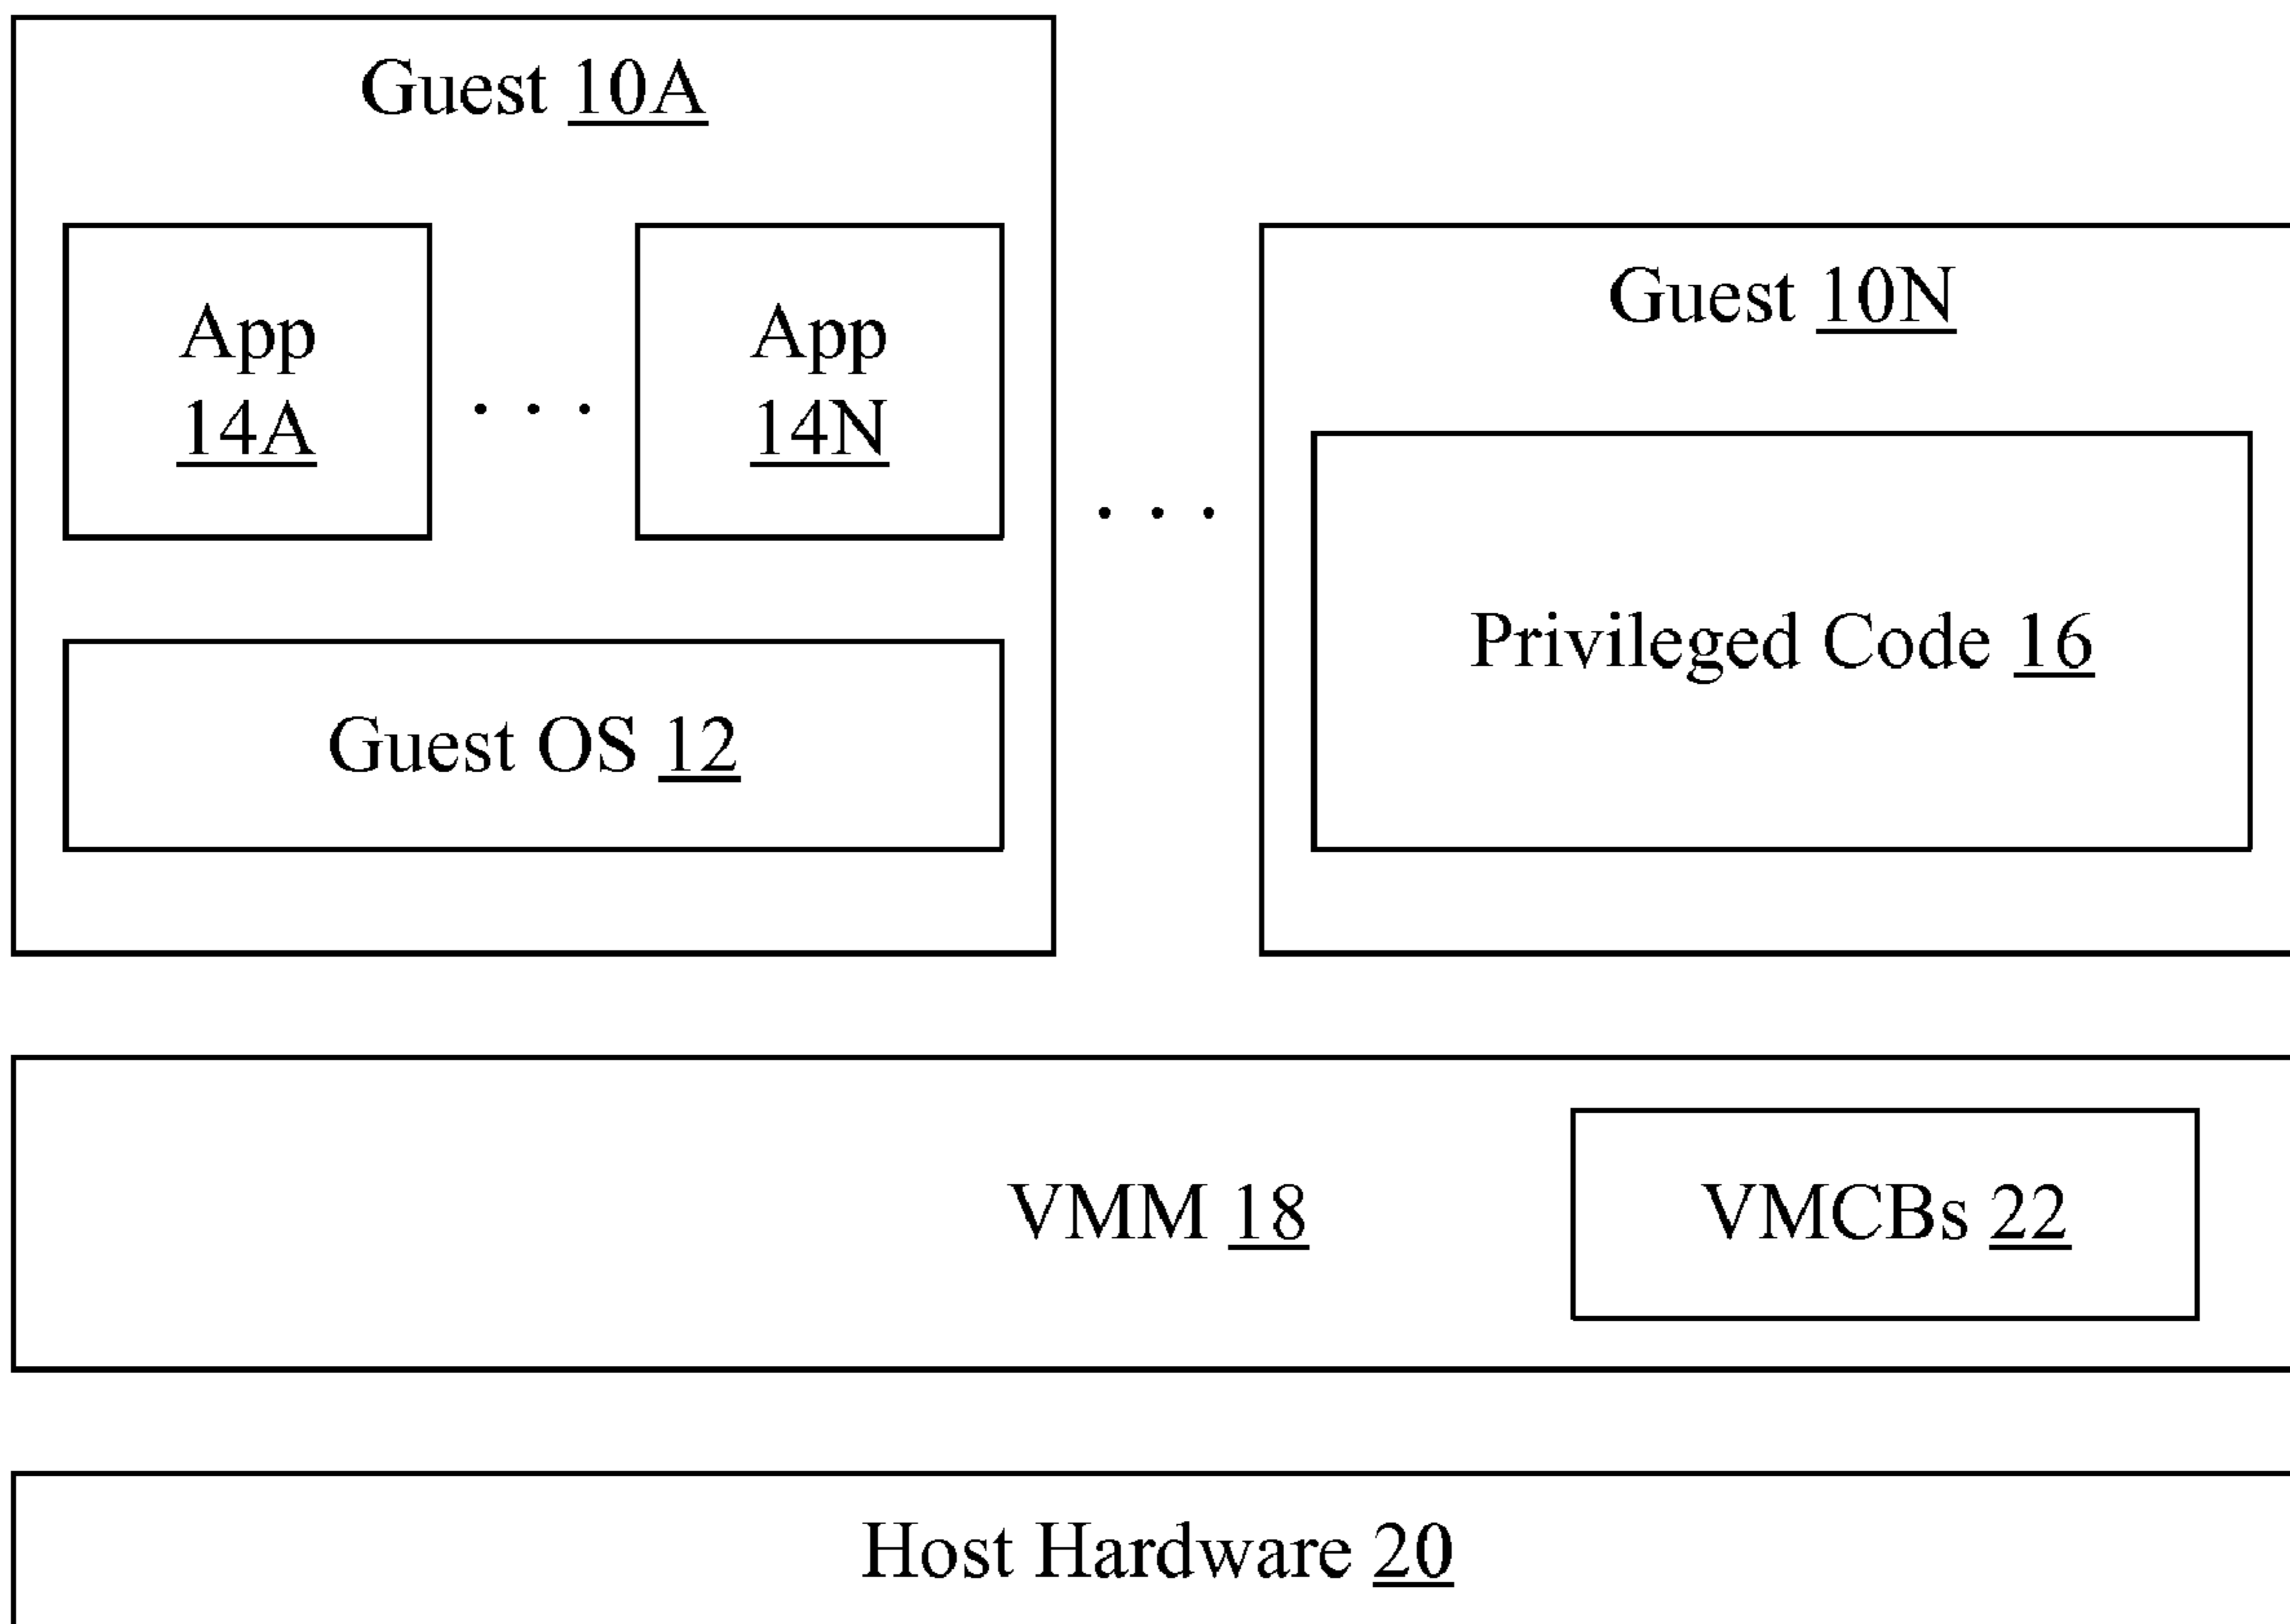 Guest 10A
App
14A
. . .
App
14N
Guest OS 12
. . .
Guest 10N
Privileged Code 16
VMM 18
VMCBs 22
Host Hardware 20